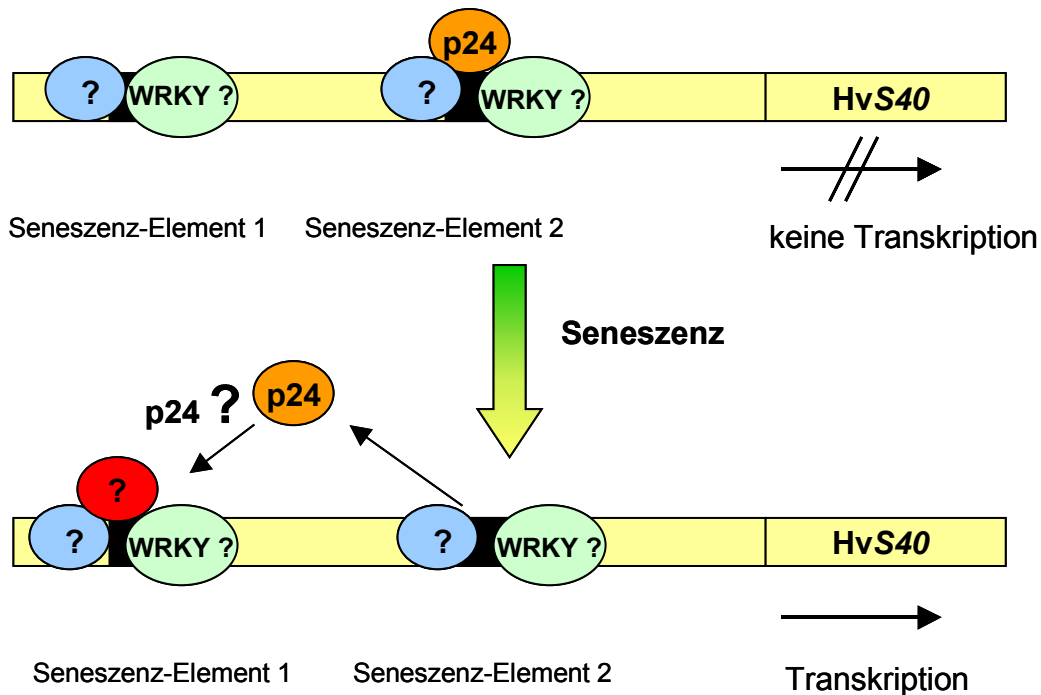 p24
? WRKY ? ? WRKY ? HvS40
Seneszenz-Element 1 Seneszenz-Element 2
keine Transkription
Seneszenz
p24 ? p24
?
? WRKY ? ? WRKY ? HvS40
Seneszenz-Element 1 Seneszenz-Element 2
Transkription